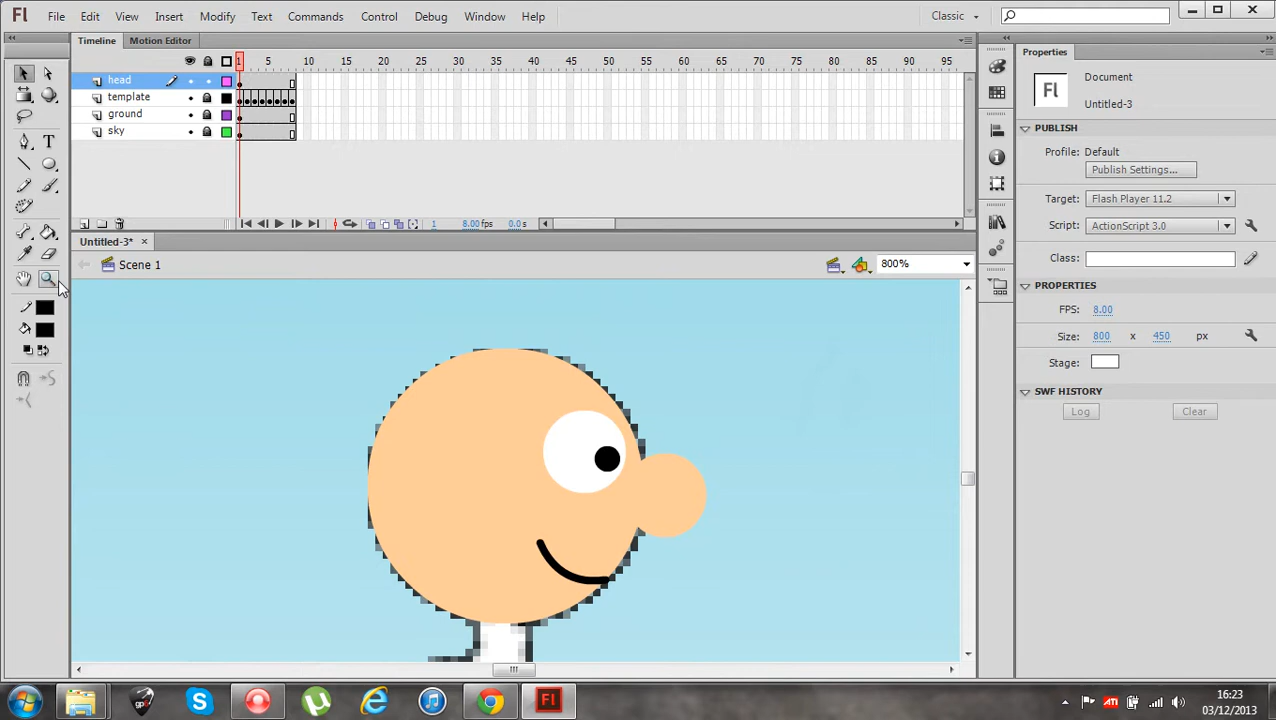 Fl File Edit View Insert Modify Text Commands Control Debug Window Help Classic
Timeline Motion Editor
1 5 10 15 20 25 30 35 40 45 50 55 60 65 70 75 80 85 90 95
head
template
ground
sky
1 8.00 fps 0.0 s
Untitled-3*
Scene 1 800%
Properties
Fl Document
Untitled-3
PUBLISH
Profile: Default
Publish Settings...
Target: Flash Player 11.2
Script: ActionScript 3.0
Class:
PROPERTIES
FPS: 8.00
Size: 800 x 450 px
Stage:
SWF HISTORY
Log Clear
Fl
16:23
03/12/2013